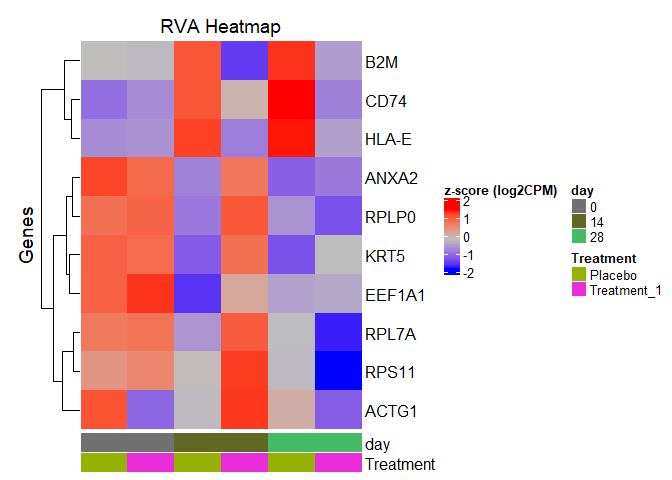 RVA Heatmap
Genes
B2M
CD74
HLA-E
ANXA2
RPLP0
KRT5
EEF1A1
RPL7A
RPS11
ACTG1
day
Treatment
z-score (log2CPM)
2
1
0
-1
-2
day
0
14
28
Treatment
Placebo
Treatment_1